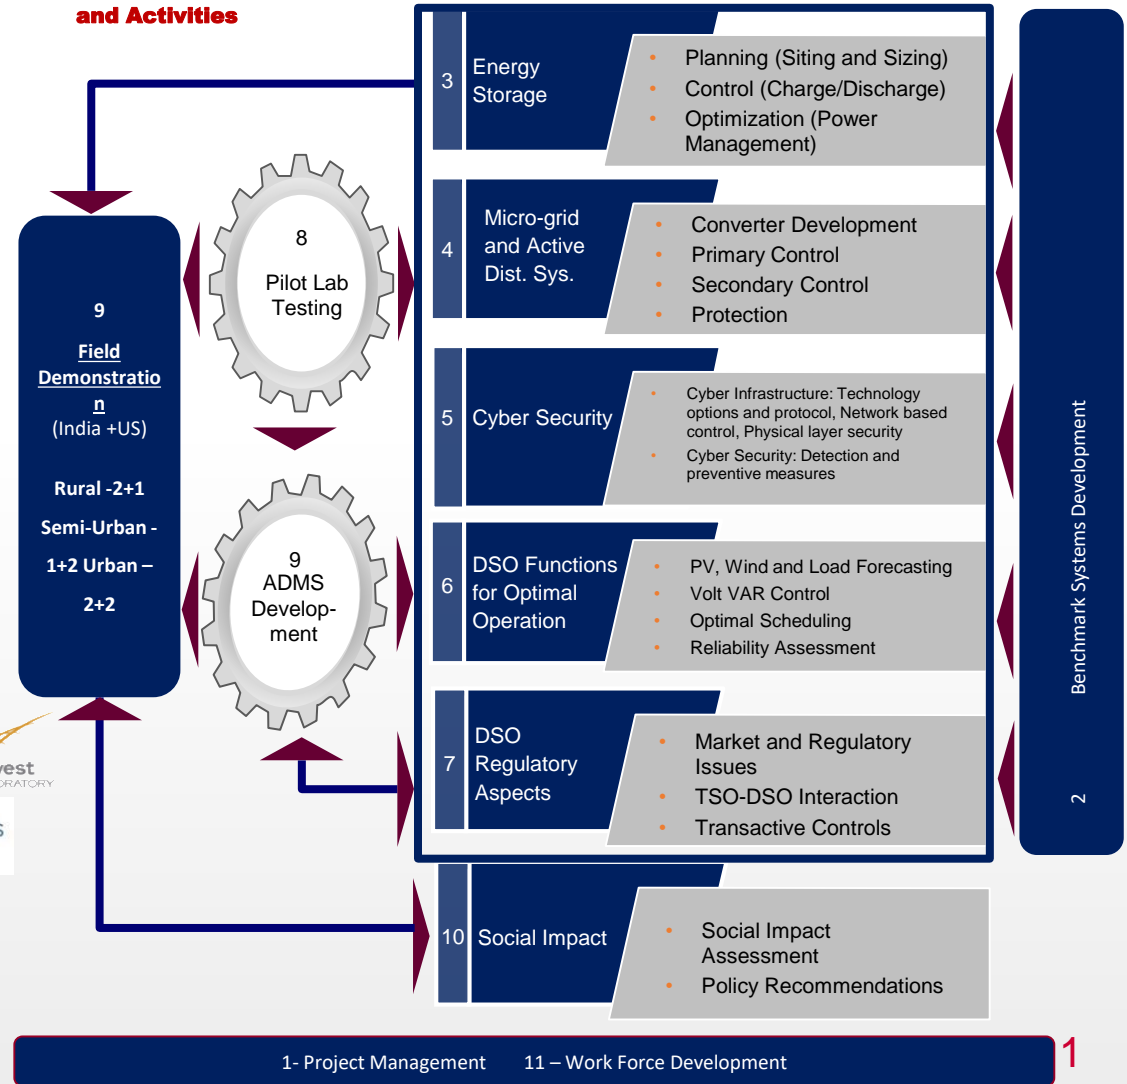 and Activities
3
Energy
Storage
• Planning (Siting and Sizing)
• Control (Charge/Discharge)
• Optimization (Power
Management)
4
Micro-grid
and Active
Dist. Sys.
• Converter Development
• Primary Control
• Secondary Control
• Protection
5
Cyber Security
• Cyber Infrastructure: Technology
options and protocol, Network based
control, Physical layer security
• Cyber Security: Detection and
preventive measures
6
DSO Functions
for Optimal
Operation
• PV, Wind and Load Forecasting
• Volt VAR Control
• Optimal Scheduling
• Reliability Assessment
7
DSO
Regulatory
Aspects
• Market and Regulatory
Issues
• TSO-DSO Interaction
• Transactive Controls
10
Social Impact
• Social Impact
Assessment
• Policy Recommendations
8
Pilot Lab
Testing
9
ADMS
Develop-
ment
9
Field
Demonstratio
n
(India +US)
Rural -2+1
Semi-Urban -
1+2 Urban –
2+2
2 Benchmark Systems Development
1- Project Management 11 – Work Force Development
1